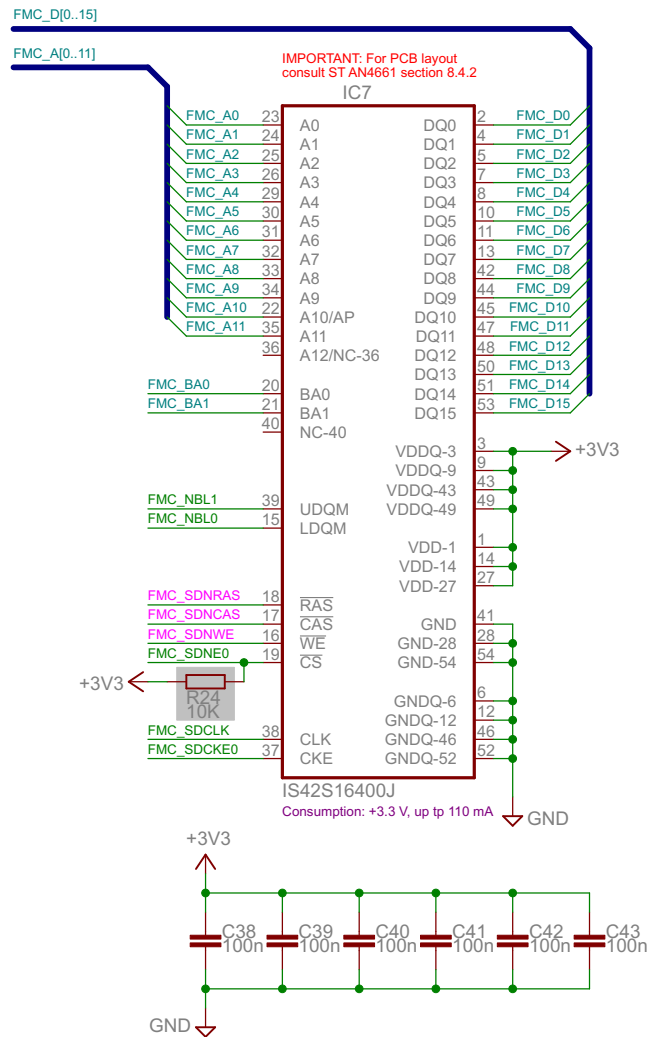 FMC_D[0..15]
FMC_A[0..11]
IMPORTANT: For PCB layout
consult ST AN4661 section 8.4.2
IC7
FMC_A0 23 A0 DQ0 2 FMC_D0
FMC_A1 24 A1 DQ1 4 FMC_D1
FMC_A2 25 A2 DQ2 5 FMC_D2
FMC_A3 26 A3 DQ3 7 FMC_D3
FMC_A4 29 A4 DQ4 8 FMC_D4
FMC_A5 30 A5 DQ5 10 FMC_D5
FMC_A6 31 A6 DQ6 11 FMC_D6
FMC_A7 32 A7 DQ7 13 FMC_D7
FMC_A8 33 A8 DQ8 42 FMC_D8
FMC_A9 34 A9 DQ9 44 FMC_D9
FMC_A10 22 A10/AP DQ10 45 FMC_D10
FMC_A11 35 A11 DQ11 47 FMC_D11
36 A12/NC-36 DQ12 48 FMC_D12
DQ13 50 FMC_D13
FMC_BA0 20 BA0 DQ14 51 FMC_D14
FMC_BA1 21 BA1 DQ15 53 FMC_D15
40 NC-40
VDDQ-3 3 +3V3
VDDQ-9 9
VDDQ-43 43
FMC_NBL1 39 UDQM VDDQ-49 49
FMC_NBL0 15 LDQM
VDD-1 1
VDD-14 14
VDD-27 27
FMC_SDNRAS 18 RAS
FMC_SDNCAS 17 CAS GND 41
FMC_SDNWE 16 WE GND-28 28
FMC_SDNE0 19 CS GND-54 54
+3V3
R24
10K
GNDQ-6 6
GNDQ-12 12
FMC_SDCLK 38 CLK GNDQ-46 46
FMC_SDCKE0 37 CKE GNDQ-52 52
IS42S16400J
Consumption: +3.3 V, up tp 110 mA
GND
+3V3
C38 C39 C40 C41 C42 C43
100n 100n 100n 100n 100n 100n
GND